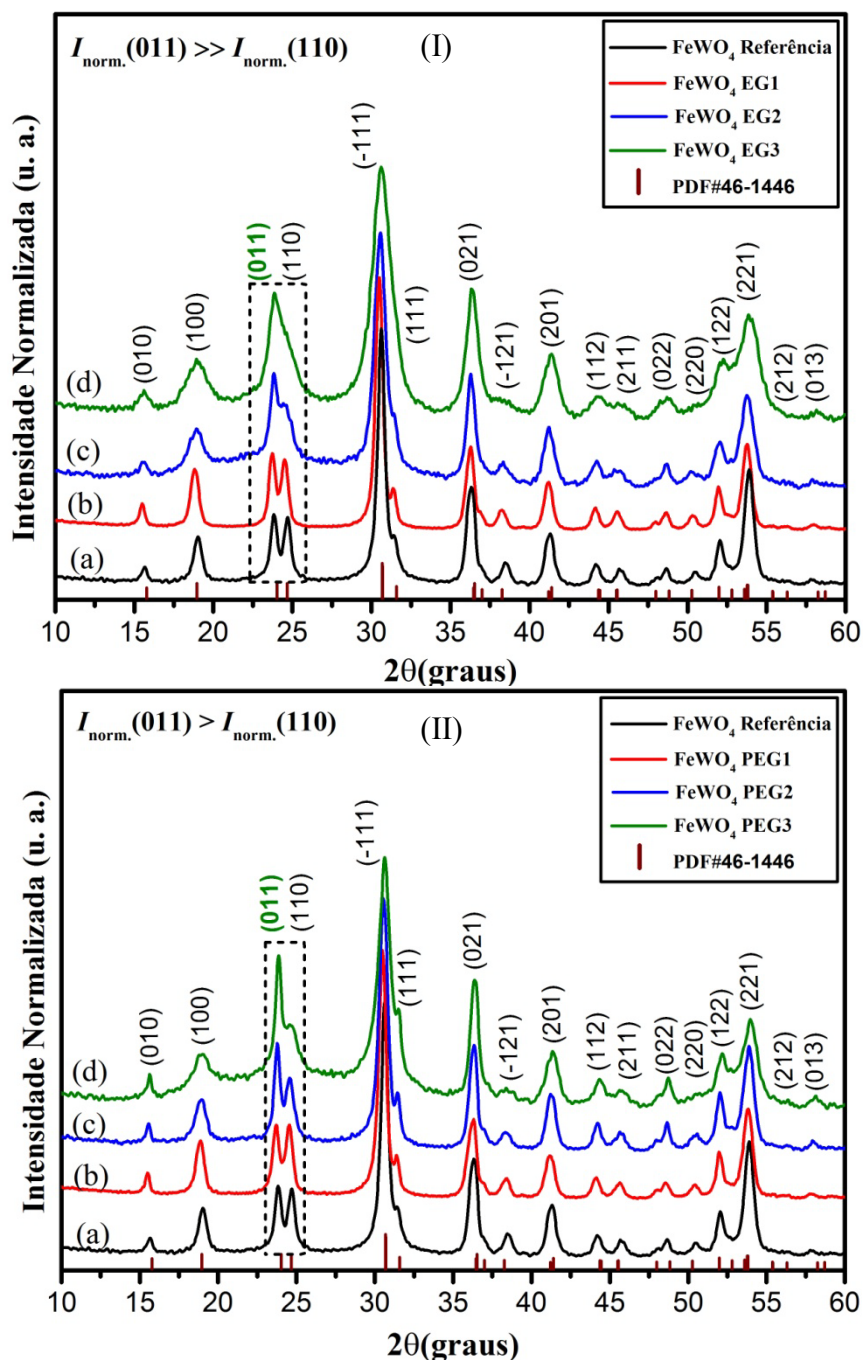 I norm. (011) >> I norm. (110)
(I)
FeWO4 Referência
FeWO4 EG1
FeWO4 EG2
FeWO4 EG3
PDF#46-1446
Intensidade Normalizada (u. a.)
(010)
(100)
(011)
(110)
(-111)
(111)
(021)
(-121)
(201)
(112)
(211)
(022)
(220)
(122)
(221)
(212)
(013)
(d)
(c)
(b)
(a)
10 15 20 25 30 35 40 45 50 55 60
2θ(graus)
I norm. (011) > I norm. (110)
(II)
FeWO4 Referência
FeWO4 PEG1
FeWO4 PEG2
FeWO4 PEG3
PDF#46-1446
Intensidade Normalizada (u. a.)
(010)
(100)
(011)
(110)
(-111)
(111)
(021)
(-121)
(201)
(112)
(211)
(022)
(220)
(122)
(221)
(212)
(013)
(d)
(c)
(b)
(a)
10 15 20 25 30 35 40 45 50 55 60
2θ(graus)